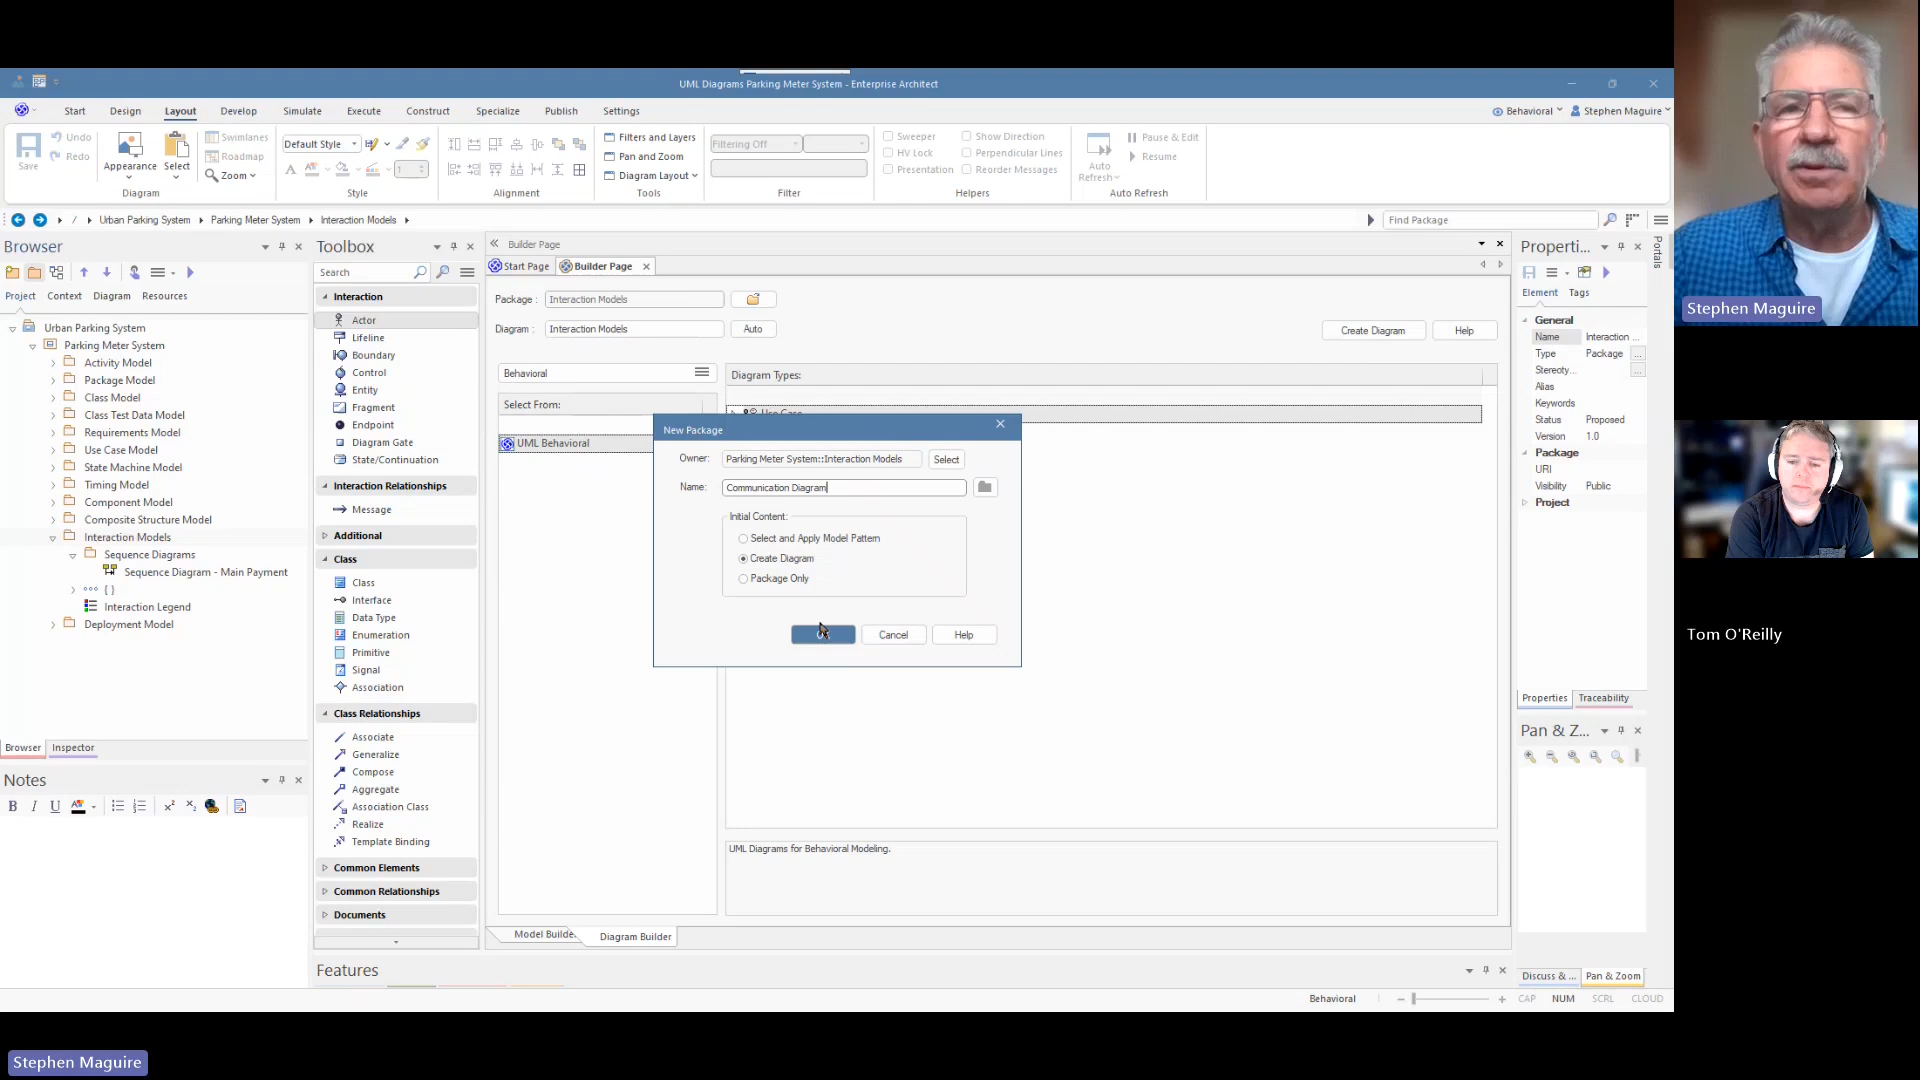 UML Diagrams Parking Meter System - Enterprise Architect
Start
Design
Layout
Develop
Simulate
Execute
Construct
Specialize
Publish
Settings
Behavioral
Stephen Maguire
Save
Undo
Redo
Appearance
Select
Swimlanes
Roadmap
Zoom
Diagram
Default Style
1
Style
Alignment
Filters and Layers
Pan and Zoom
Diagram Layout
Tools
Filtering Off
Filter
Sweeper
HV Lock
Presentation
Show Direction
Perpendicular Lines
Reorder Messages
Helpers
Auto
Refresh
Pause & Edit
Resume
Auto Refresh
/ Urban Parking System Parking Meter System Interaction Models
Find Package
Portals
Browser
Project
Context
Diagram
Resources
Urban Parking System
Parking Meter System
Activity Model
Package Model
Class Model
Class Test Data Model
Requirements Model
Use Case Model
State Machine Model
Timing Model
Component Model
Composite Structure Model
Interaction Models
Sequence Diagrams
Sequence Diagram - Main Payment
{ }
Interaction Legend
Deployment Model
Browser
Inspector
Notes
B I U
Toolbox
Search
Interaction
Actor
Lifeline
Boundary
Control
Entity
Fragment
Endpoint
Diagram Gate
State/Continuation
Interaction Relationships
Message
Additional
Class
Class
Interface
Data Type
Enumeration
Primitive
Signal
Association
Class Relationships
Associate
Generalize
Compose
Aggregate
Association Class
Realize
Template Binding
Common Elements
Common Relationships
Documents
Builder Page
Start Page
Builder Page
Package : Interaction Models
Diagram : Interaction Models
Auto
Create Diagram
Help
Behavioral
Select From:
UML Behavioral
Diagram Types:
Use Case
New Package
Owner: Parking Meter System::Interaction Models
Select
Name: Communication Diagram
Initial Content:
Select and Apply Model Pattern
Create Diagram
Package Only
Cancel
Help
UML Diagrams for Behavioral Modeling.
Diagram Builder
Features
Properti...
Element
Tags
General
Name Interaction ...
Type Package ...
Stereoty... ...
Alias
Keywords
Status Proposed
Version 1.0
Package
URI
Visibility Public
Project
Properties
Traceability
Pan & Z...
Discuss & ...
Pan & Zoom
Behavioral
CAP
NUM
SCRL
CLOUD
Stephen Maguire
Tom O'Reilly
Stephen Maguire